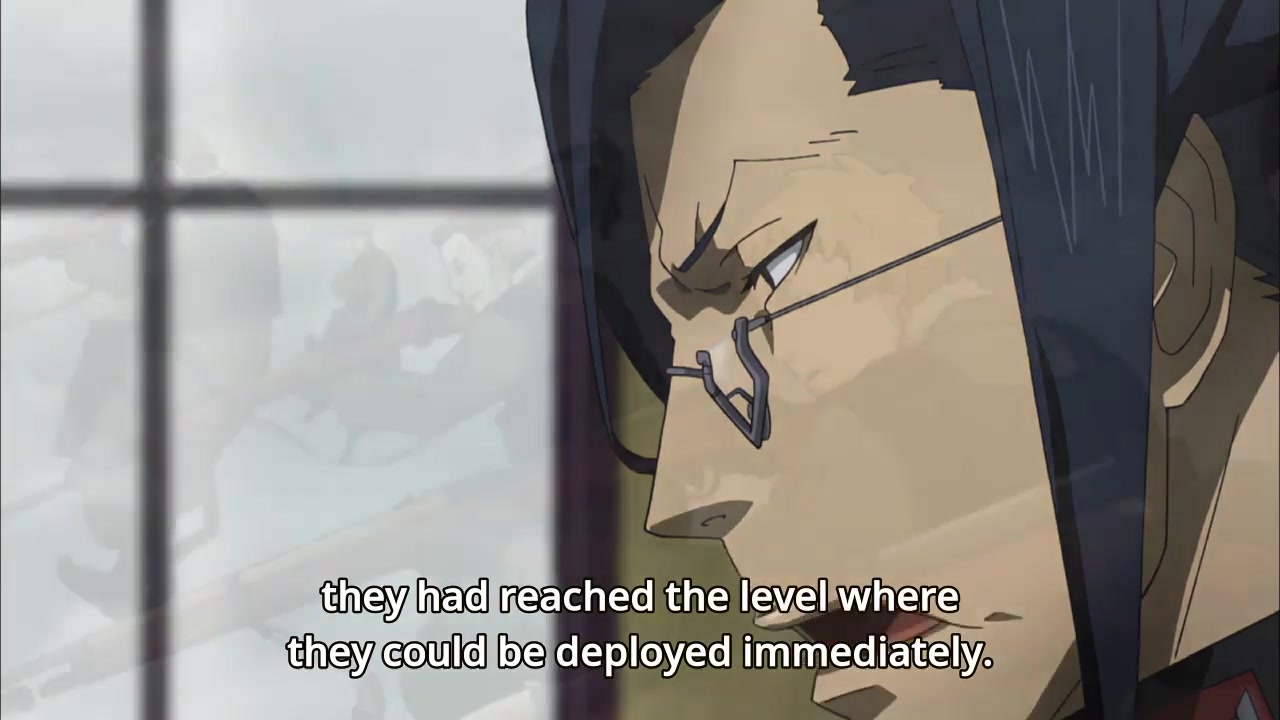 they had reached the level where
they could be deployed immediately.